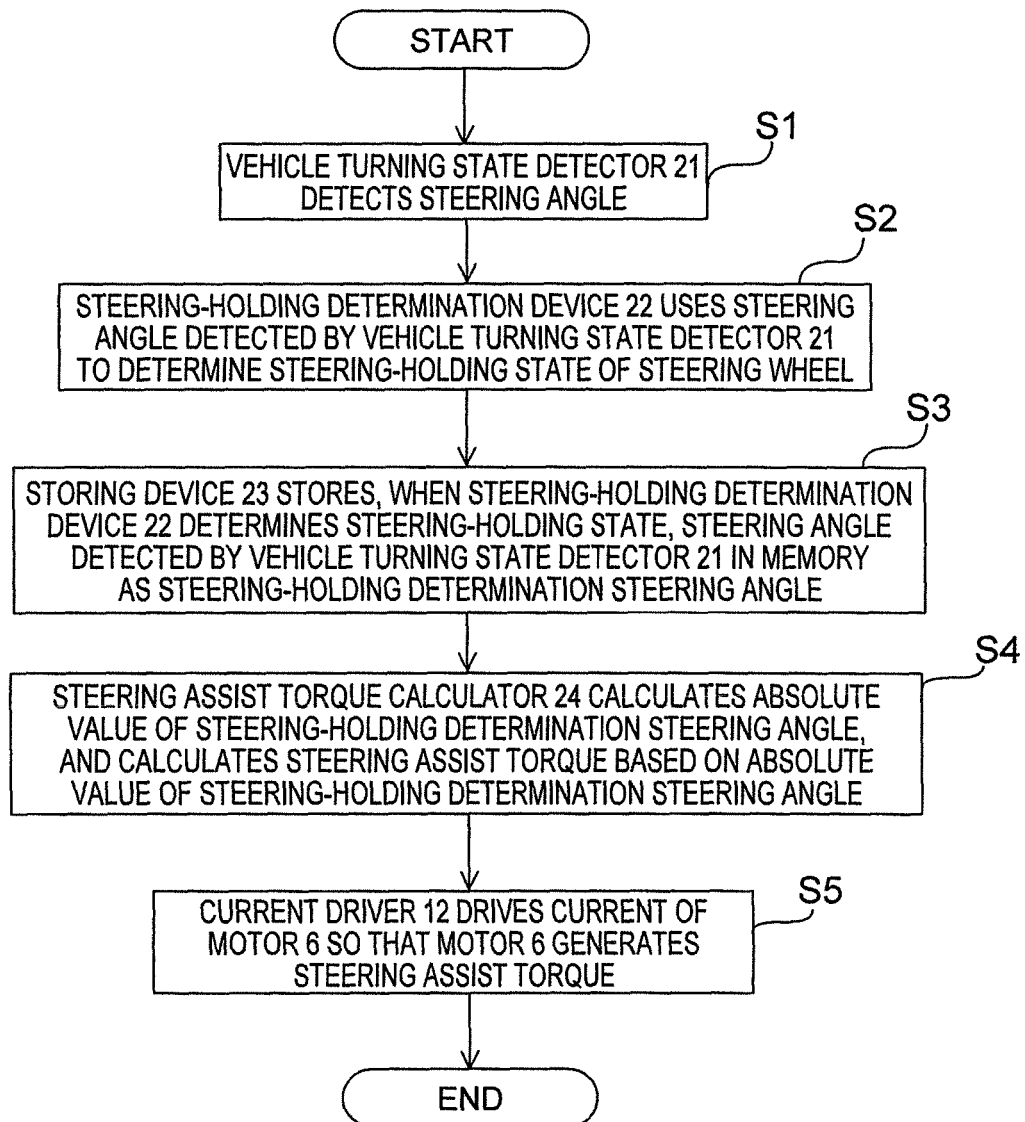 START
S1
VEHICLE TURNING STATE DETECTOR 21
DETECTS STEERING ANGLE
S2
STEERING-HOLDING DETERMINATION DEVICE 22 USES STEERING
ANGLE DETECTED BY VEHICLE TURNING STATE DETECTOR 21
TO DETERMINE STEERING-HOLDING STATE OF STEERING WHEEL
S3
STORING DEVICE 23 STORES, WHEN STEERING-HOLDING DETERMINATION
DEVICE 22 DETERMINES STEERING-HOLDING STATE, STEERING ANGLE
DETECTED BY VEHICLE TURNING STATE DETECTOR 21 IN MEMORY
AS STEERING-HOLDING DETERMINATION STEERING ANGLE
S4
STEERING ASSIST TORQUE CALCULATOR 24 CALCULATES ABSOLUTE
VALUE OF STEERING-HOLDING DETERMINATION STEERING ANGLE,
AND CALCULATES STEERING ASSIST TORQUE BASED ON ABSOLUTE
VALUE OF STEERING-HOLDING DETERMINATION STEERING ANGLE
S5
CURRENT DRIVER 12 DRIVES CURRENT OF
MOTOR 6 SO THAT MOTOR 6 GENERATES
STEERING ASSIST TORQUE
END